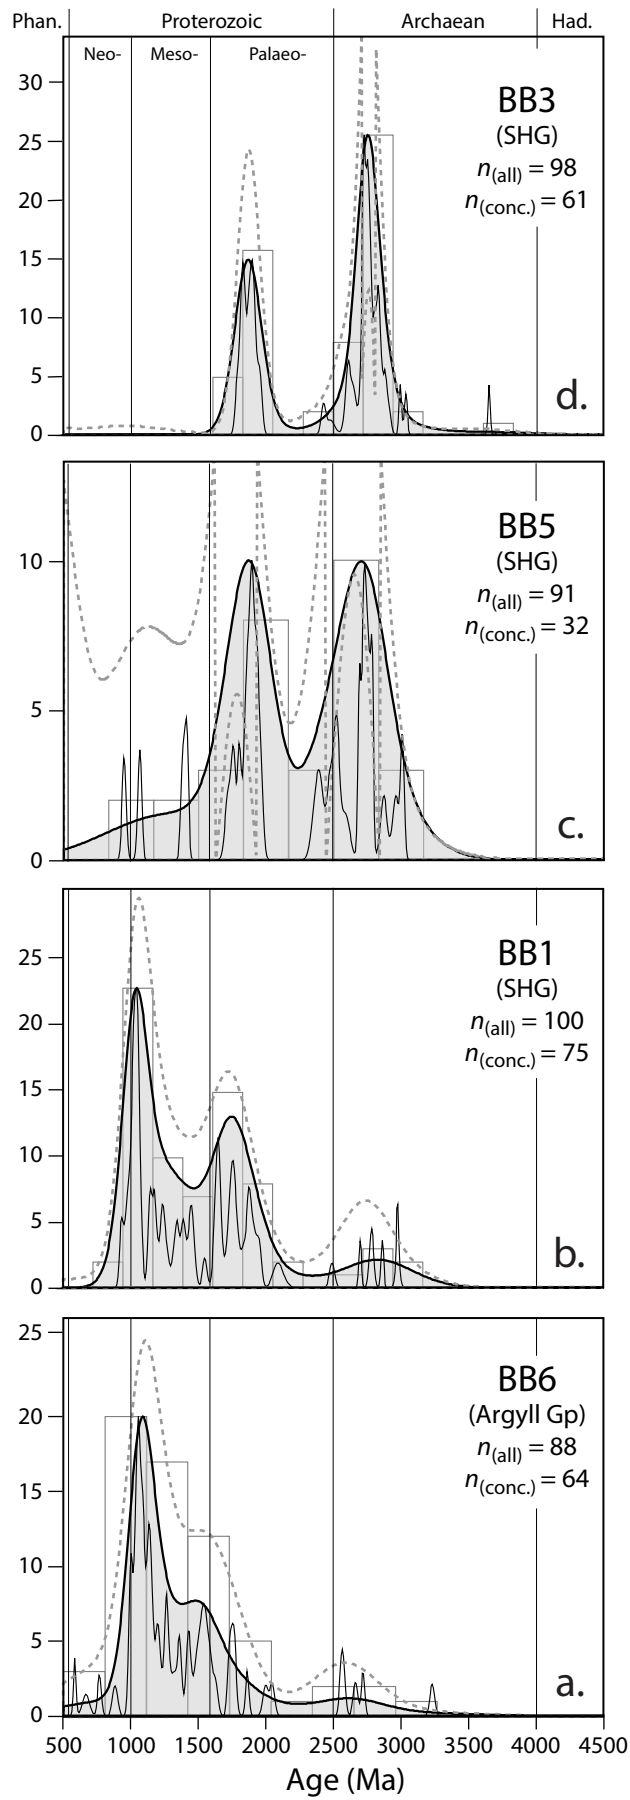 Phan. Proterozoic Archaean Had.
Neo- Meso- Palaeo-
30
25
20
15
10
5
0
BB3
(SHG)
n(all) = 98
n(conc.) = 61
d.
10
5
0
BB5
(SHG)
n(all) = 91
n(conc.) = 32
c.
25
20
15
10
5
0
BB1
(SHG)
n(all) = 100
n(conc.) = 75
b.
25
20
15
10
5
0
BB6
(Argyll Gp)
n(all) = 88
n(conc.) = 64
a.
500 1000 1500 2000 2500 3000 3500 4000 4500
Age (Ma)